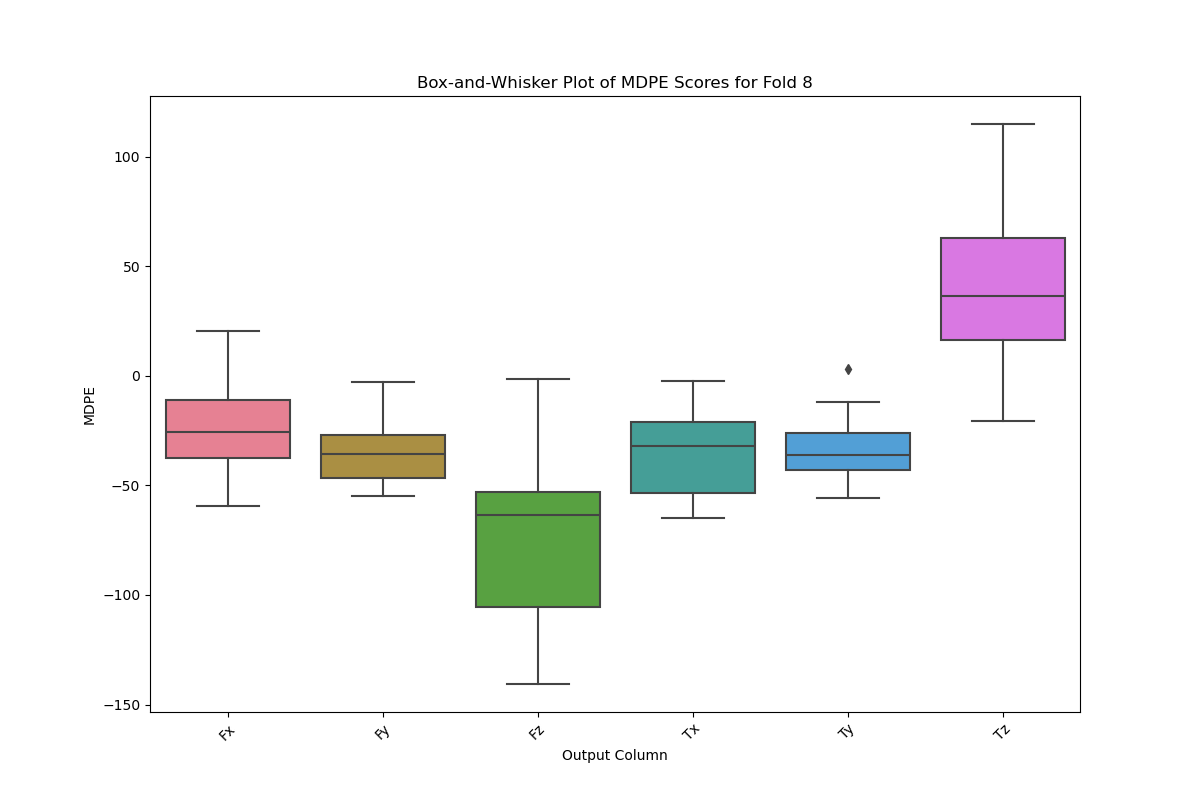 Box-and-Whisker Plot of MDPE Scores for Fold 8
100
50
0
−50
−100
−150
MDPE
Fx
Fy
Fz
Tx
Ty
Tz
Output Column